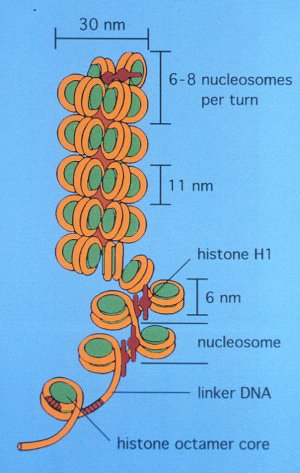 30 nm
6-8 nucleosomes
per turn
11 nm
histone H1
6 nm
nucleosome
linker DNA
histone octamer core